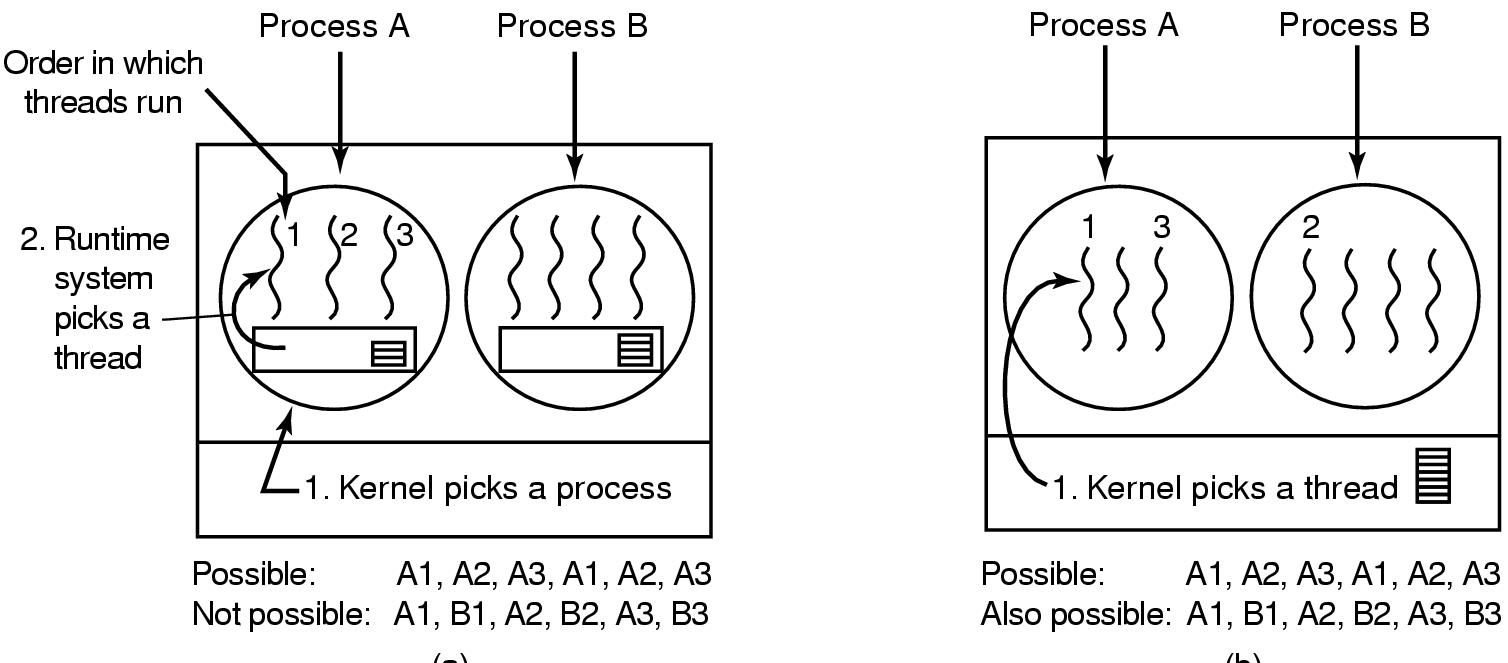 Process A
Process B
Order in which
threads run
1
2
3
2. Runtime
system
picks a
thread
1. Kernel picks a process
Possible: A1, A2, A3, A1, A2, A3
Not possible: A1, B1, A2, B2, A3, B3
(a)
Process A
Process B
1
3
2
1. Kernel picks a thread
Possible: A1, A2, A3, A1, A2, A3
Also possible: A1, B1, A2, B2, A3, B3
(b)